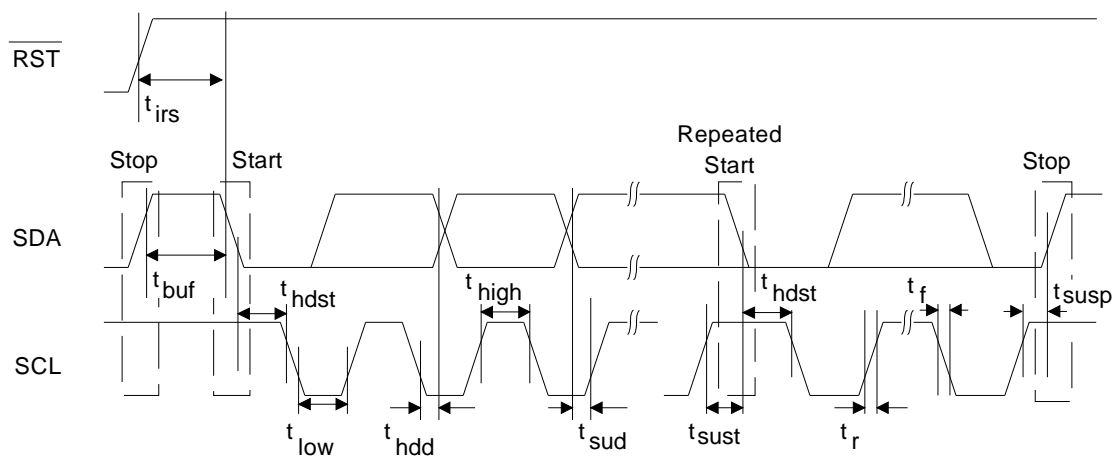 RST
t irs
Repeated
Stop Start Start Stop
SDA
t buf t hdst t high t hdst t f t susp
SCL
t low t hdd t sud t sust t r